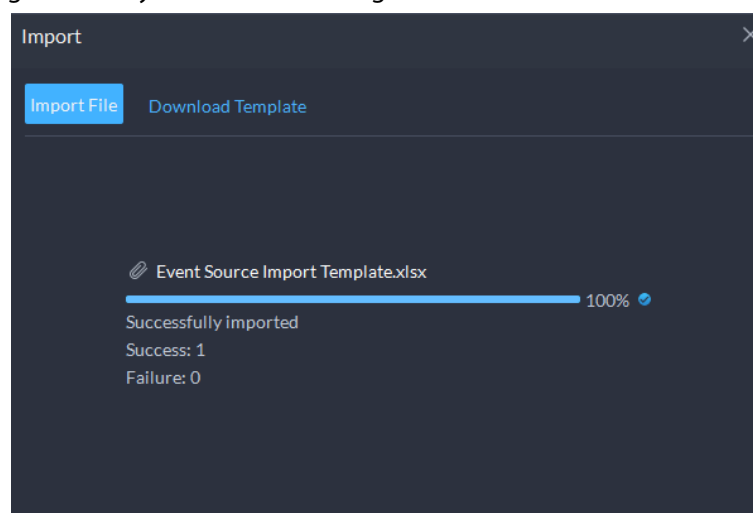 Import
Import File
Download Template
Event Source Import Template.xlsx
100%
Successfully imported
Success: 1
Failure: 0